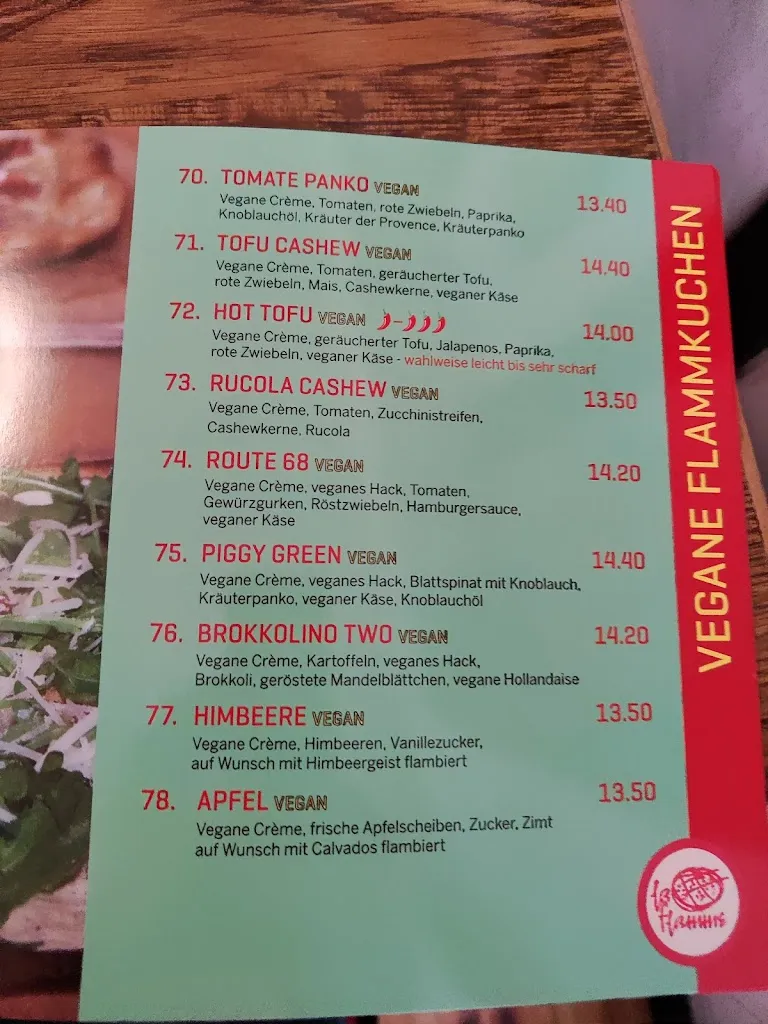 70. TOMATE PANKO VEGAN 13.40
Vegane Crème, Tomaten, rote Zwiebeln, Paprika,
Knoblauchöl, Kräuter der Provence, Kräuterpanko
71. TOFU CASHEW VEGAN 14.40
Vegane Crème, Tomaten, geräucherter Tofu,
rote Zwiebeln, Mais, Cashewkerne, veganer Käse
72. HOT TOFU VEGAN 14.00
Vegane Crème, geräucherter Tofu, Jalapenos, Paprika,
rote Zwiebeln, veganer Käse - wahlweise leicht bis sehr scharf
73. RUCOLA CASHEW VEGAN 13.50
Vegane Crème, Tomaten, Zucchinistreifen,
Cashewkerne, Rucola
74. ROUTE 68 VEGAN 14.20
Vegane Crème, veganes Hack, Tomaten,
Gewürzgurken, Röstzwiebeln, Hamburgersauce,
veganer Käse
75. PIGGY GREEN VEGAN 14.40
Vegane Crème, veganes Hack, Blattspinat mit Knoblauch,
Kräuterpanko, veganer Käse, Knoblauchöl
76. BROKKOLINO TWO VEGAN 14.20
Vegane Crème, Kartoffeln, veganes Hack,
Brokkoli, geröstete Mandelblättchen, vegane Hollandaise
77. HIMBEERE VEGAN 13.50
Vegane Crème, Himbeeren, Vanillezucker,
auf Wunsch mit Himbeergeist flambiert
78. APFEL VEGAN 13.50
Vegane Crème, frische Apfelscheiben, Zucker, Zimt
auf Wunsch mit Calvados flambiert
VEGANE FLAMMKUCHEN